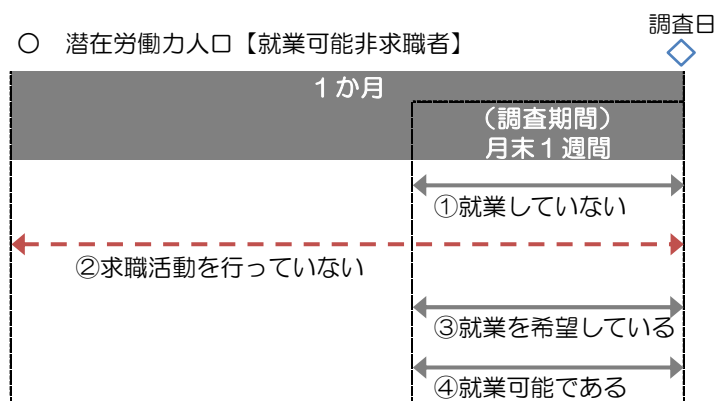 調査日
○ 潜在労働力人口【就業可能非求職者】
１か月
（調査期間）
月末１週間
①就業していない
②求職活動を行っていない
③就業を希望している
④就業可能である